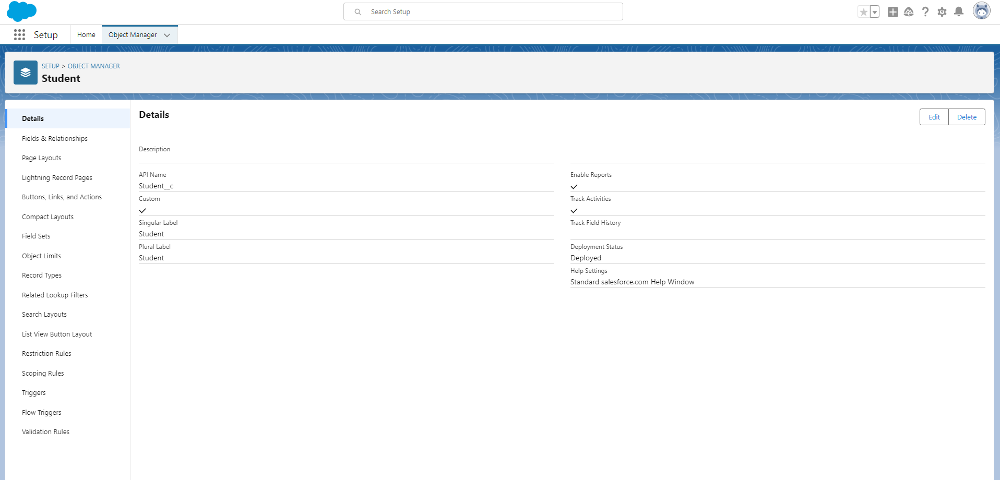 Search Setup
Setup
Home
Object Manager
SETUP > OBJECT MANAGER
Student
Details
Fields & Relationships
Page Layouts
Lightning Record Pages
Buttons, Links, and Actions
Compact Layouts
Field Sets
Object Limits
Record Types
Related Lookup Filters
Search Layouts
List View Button Layout
Restriction Rules
Scoping Rules
Triggers
Flow Triggers
Validation Rules
Details
Edit
Delete
Description
API Name
Student__c
Custom
Singular Label
Student
Plural Label
Student
Enable Reports
Track Activities
Track Field History
Deployment Status
Deployed
Help Settings
Standard salesforce.com Help Window